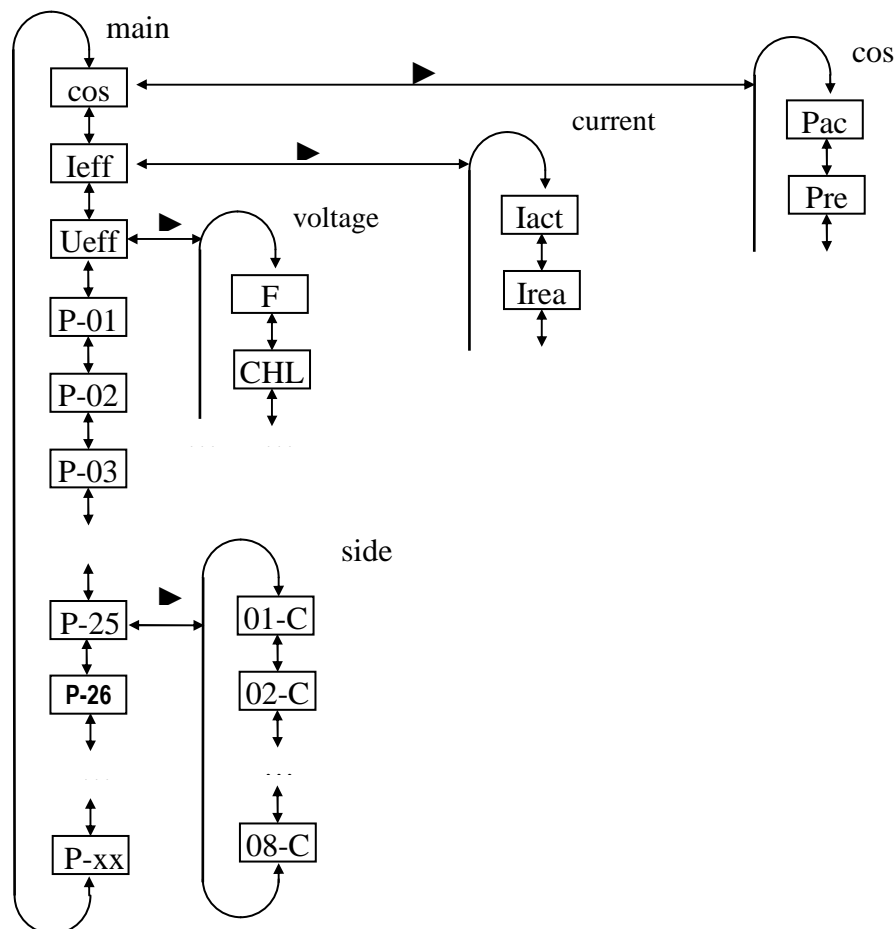 main
cos
cos
Pac
current
Ieff
Pre
Iact
voltage
Ueff
Irea
F
P-01
CHL
P-02
... ...
P-03
side
01-C
P-25
02-C
P-26
...
...
08-C
P-xx